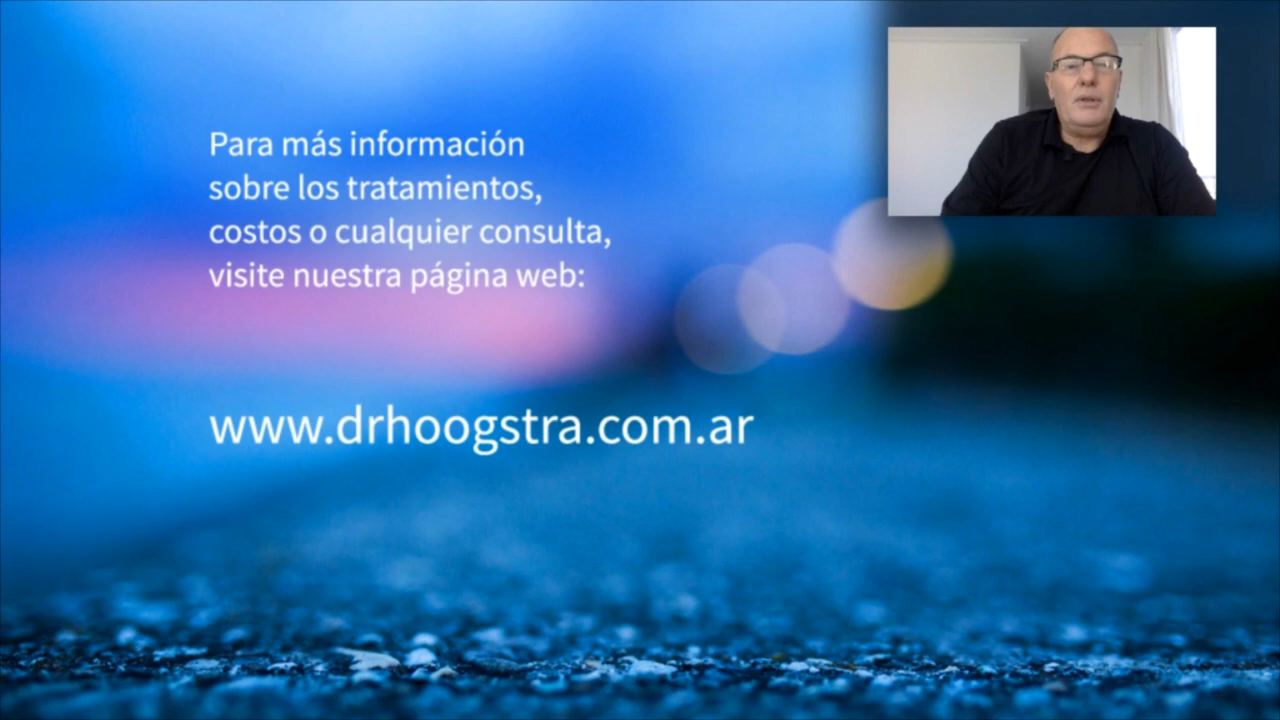 Para más información
sobre los tratamientos,
costos o cualquier consulta,
visite nuestra página web:
www.drhoogstra.com.ar